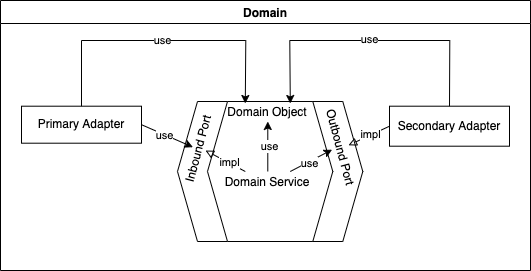 Domain
use
use
Domain Object
Primary Adapter
Inbound Port
Outbound Port
Secondary Adapter
use
impl
use
impl
use
Domain Service